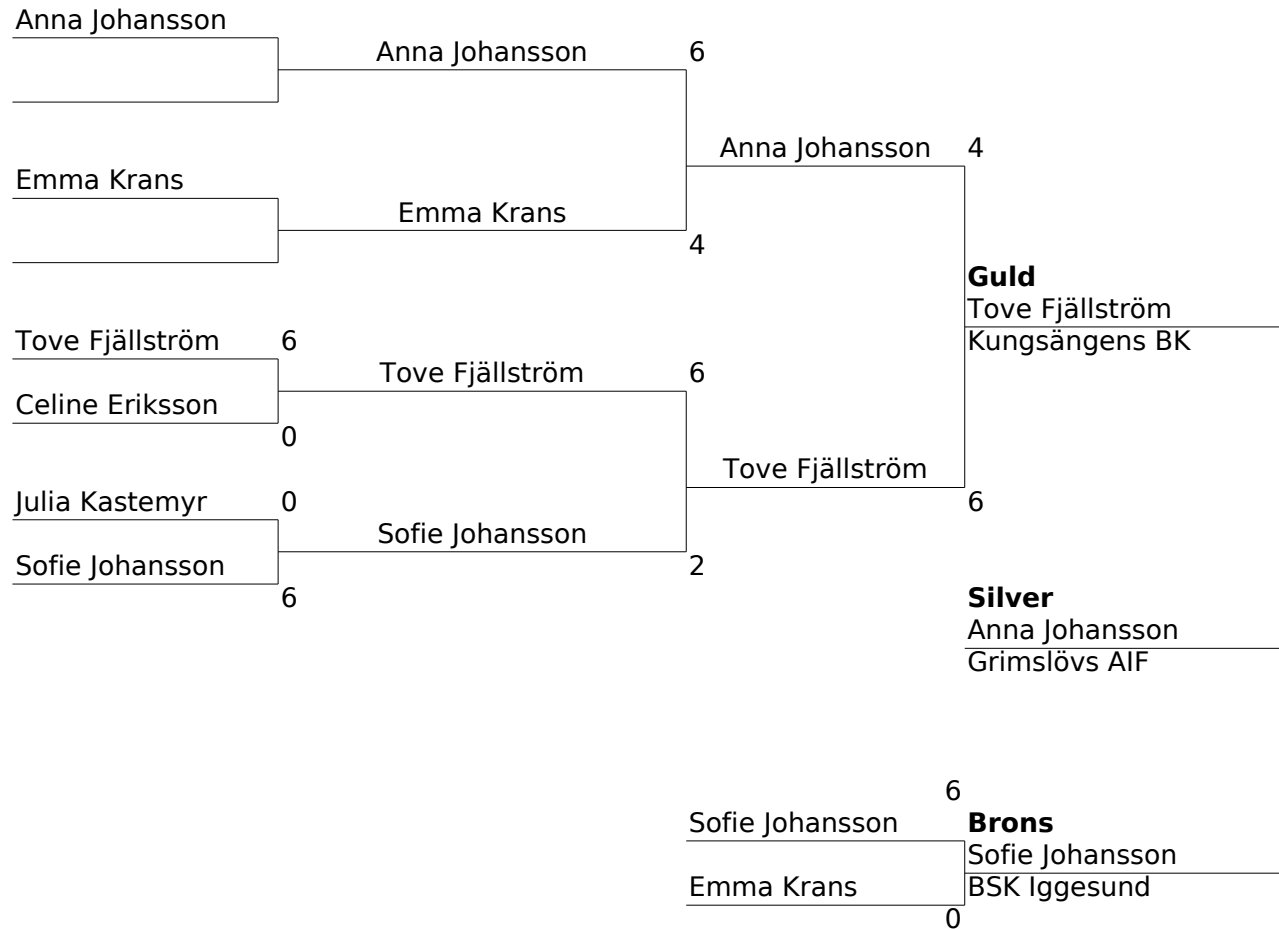 Anna Johansson
Anna Johansson 6
Anna Johansson 4
Emma Krans
Emma Krans
4
Guld
Tove Fjällström
Kungsängens BK
Tove Fjällström 6
Tove Fjällström 6
Celine Eriksson
0
Tove Fjällström
6
Julia Kastemyr 0
Sofie Johansson
2
Sofie Johansson
6
Silver
Anna Johansson
Grimslövs AIF
6
Sofie Johansson
Brons
Sofie Johansson
BSK Iggesund
Emma Krans
0